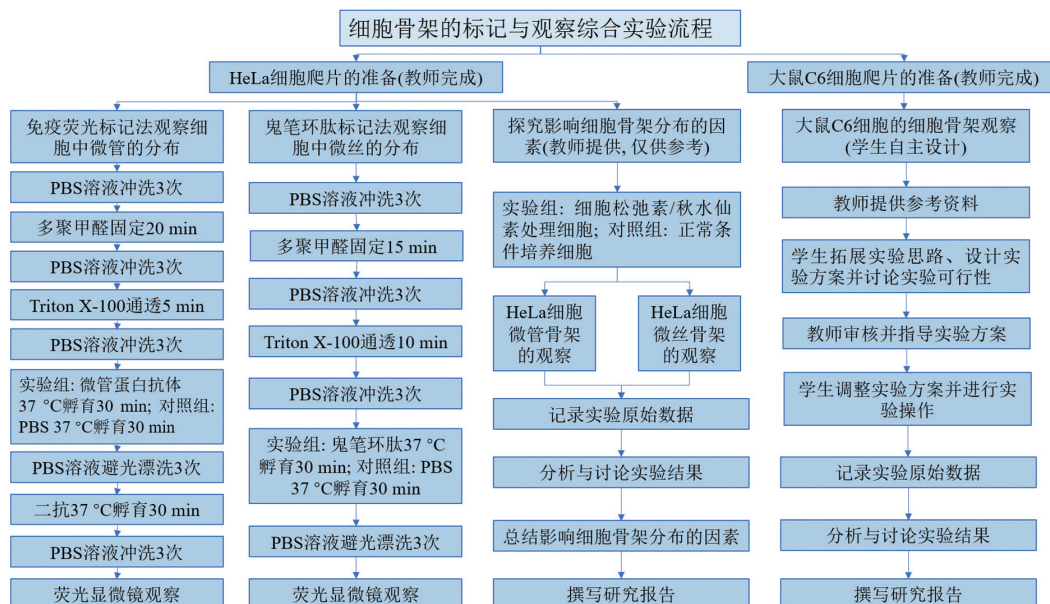 细胞骨架的标记与观察综合实验流程
HeLa细胞爬片的准备(教师完成)
大鼠C6细胞爬片的准备(教师完成)
免疫荧光标记法观察细
胞中微管的分布
PBS溶液冲洗3次
多聚甲醛固定20 min
PBS溶液冲洗3次
Triton X-100通透5 min
PBS溶液冲洗3次
实验组: 微管蛋白抗体
37 °C孵育30 min; 对照组:
PBS 37 °C孵育30 min
PBS溶液避光漂洗3次
二抗37 °C孵育30 min
PBS溶液冲洗3次
荧光显微镜观察
鬼笔环肽标记法观察细
胞中微丝的分布
PBS溶液冲洗3次
多聚甲醛固定15 min
PBS溶液冲洗3次
Triton X-100通透10 min
PBS溶液冲洗3次
实验组: 鬼笔环肽37 °C
孵育30 min; 对照组: PBS
37 °C孵育30 min
PBS溶液避光漂洗3次
荧光显微镜观察
探究影响细胞骨架分布的因
素(教师提供, 仅供参考)
实验组: 细胞松弛素/秋水仙
素处理细胞; 对照组: 正常条
件培养细胞
HeLa细胞
微管骨架
的观察
HeLa细胞
微丝骨架
的观察
记录实验原始数据
分析与讨论实验结果
总结影响细胞骨架分布的因素
撰写研究报告
大鼠C6细胞的细胞骨架观察
(学生自主设计)
教师提供参考资料
学生拓展实验思路、设计实
验方案并讨论实验可行性
教师审核并指导实验方案
学生调整实验方案并进行实
验操作
记录实验原始数据
分析与讨论实验结果
撰写研究报告